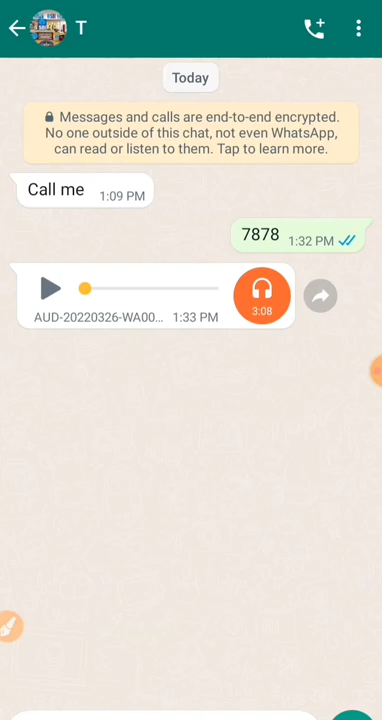 T
Today
Messages and calls are end-to-end encrypted.
No one outside of this chat, not even WhatsApp,
can read or listen to them. Tap to learn more.
Call me 1:09 PM
7878 1:32 PM
3:08
AUD-20220326-WA00... 1:33 PM